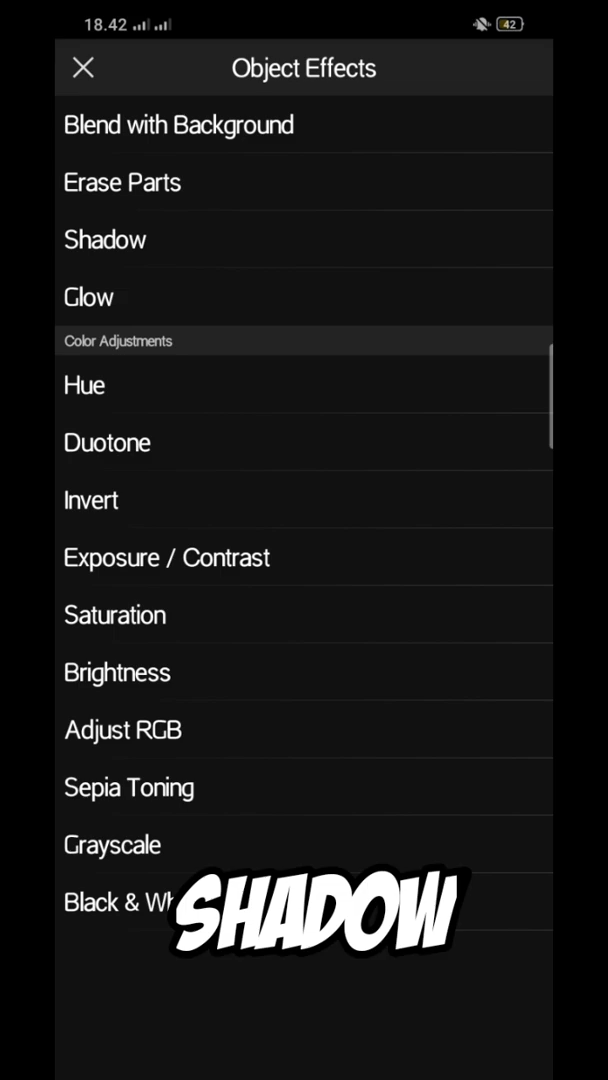 18.42
42
Object Effects
Blend with Background
Erase Parts
Shadow
Glow
Color Adjustments
Hue
Duotone
Invert
Exposure / Contrast
Saturation
Brightness
Adjust RGB
Sepia Toning
Grayscale
Black &
SHADOW